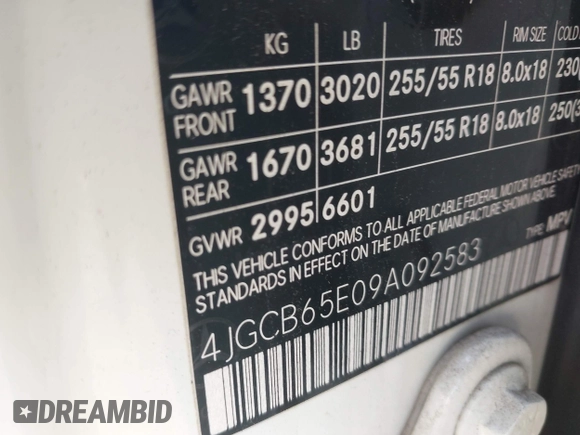 KG LB TIRES RIM SIZE COLD
GAWR FRONT 1370 3020 255/55 R18 8.0x18 230
GAWR REAR 1670 3681 255/55 R18 8.0x18 250
GVWR 2995 6601
THIS VEHICLE CONFORMS TO ALL APPLICABLE FEDERAL MOTOR VEHICLE SAFETY
STANDARDS IN EFFECT ON THE DATE OF MANUFACTURE SHOWN ABOVE.
TYPE: MPV
4JGCB65E09A092583
DREAMBID